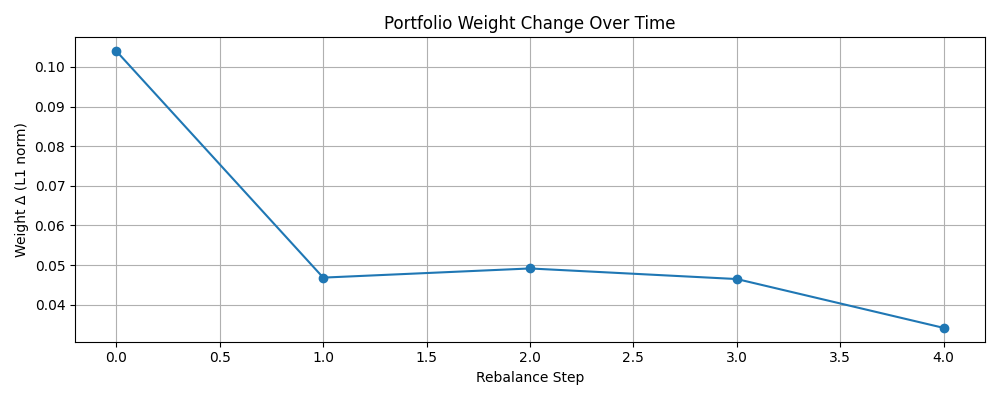 Portfolio Weight Change Over Time
Weight Δ (L1 norm)
0.10
0.09
0.08
0.07
0.06
0.05
0.04
0.0 0.5 1.0 1.5 2.0 2.5 3.0 3.5 4.0
Rebalance Step